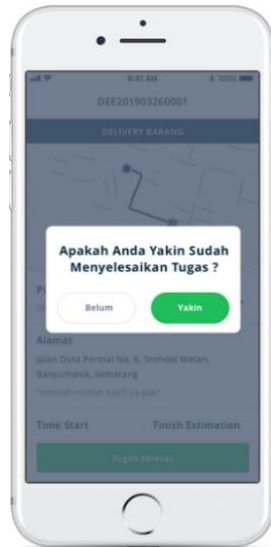 9:41 AM
100%
DEE201903260001
DELIVERY BARANG
Apakah Anda Yakin Sudah
Menyelesaikan Tugas ?
Belum
Yakin
Alamat
Jalan Duta Permai No. 6, Srondol Wetan,
Banyumanik, Semarang
Time Start
Finish Estimation
Tugas Selesai